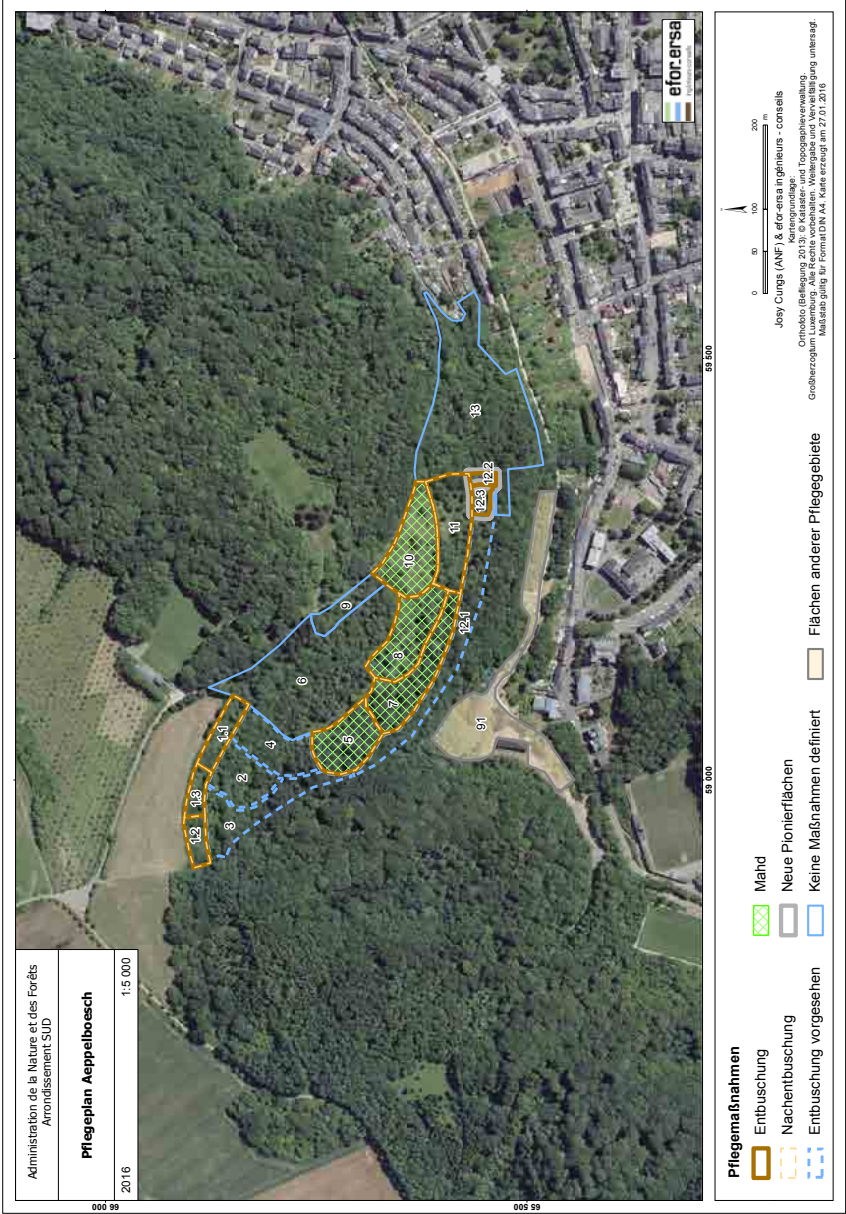 Administration de la Nature et des Forêts
Arrondissement SUD
Pflegeplan Aeppelboesch
2016
1:5 000
66 000
65 500
59 000
59 500
1.2
1.3
1.1
3
2
4
6
9
5
7
8
10
11
12.1
12.3
12.2
13
91
efor.ersa
ingénieurs-conseils
Pflegemaßnahmen
Entbuschung
Nachentbuschung
Entbuschung vorgesehen
Mahd
Neue Pionierflächen
Keine Maßnahmen definiert
Flächen anderer Pflegegebiete
0 50 100 200
m
Josy Cungs (ANF) & efor-ersa ingénieurs - conseils
Kartengrundlage:
Orthofoto (Befliegung 2013): © Kataster- und Topographieverwaltung.
Großherzogtum Luxemburg. Alle Rechte vorbehalten. Weitergabe und Vervielfältigung untersagt.
Maßstab gültig für Format DIN A4. Karte erzeugt am 27.01.2016